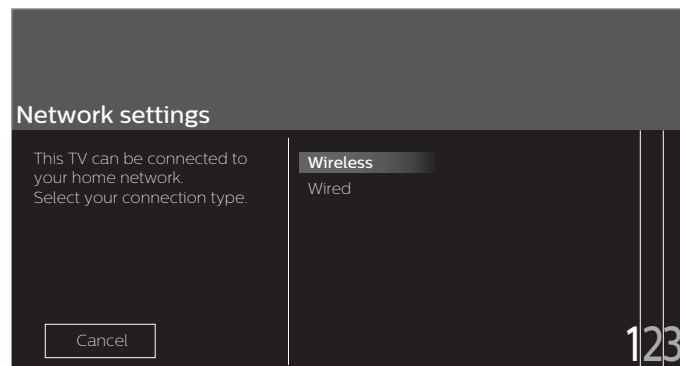 Network settings
This TV can be connected to
your home network.
Select your connection type.
Wireless
Wired
Cancel
123